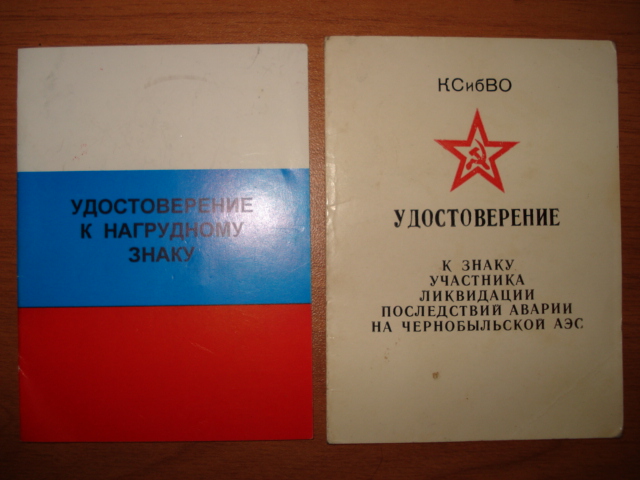 УДОСТОВЕРЕНИЕ
К НАГРУДНОМУ
ЗНАКУ
КСибВО
УДОСТОВЕРЕНИЕ
К ЗНАКУ
УЧАСТНИКА
ЛИКВИДАЦИИ
ПОСЛЕДСТВИЙ АВАРИИ
НА ЧЕРНОБЫЛЬСКОЙ АЭС